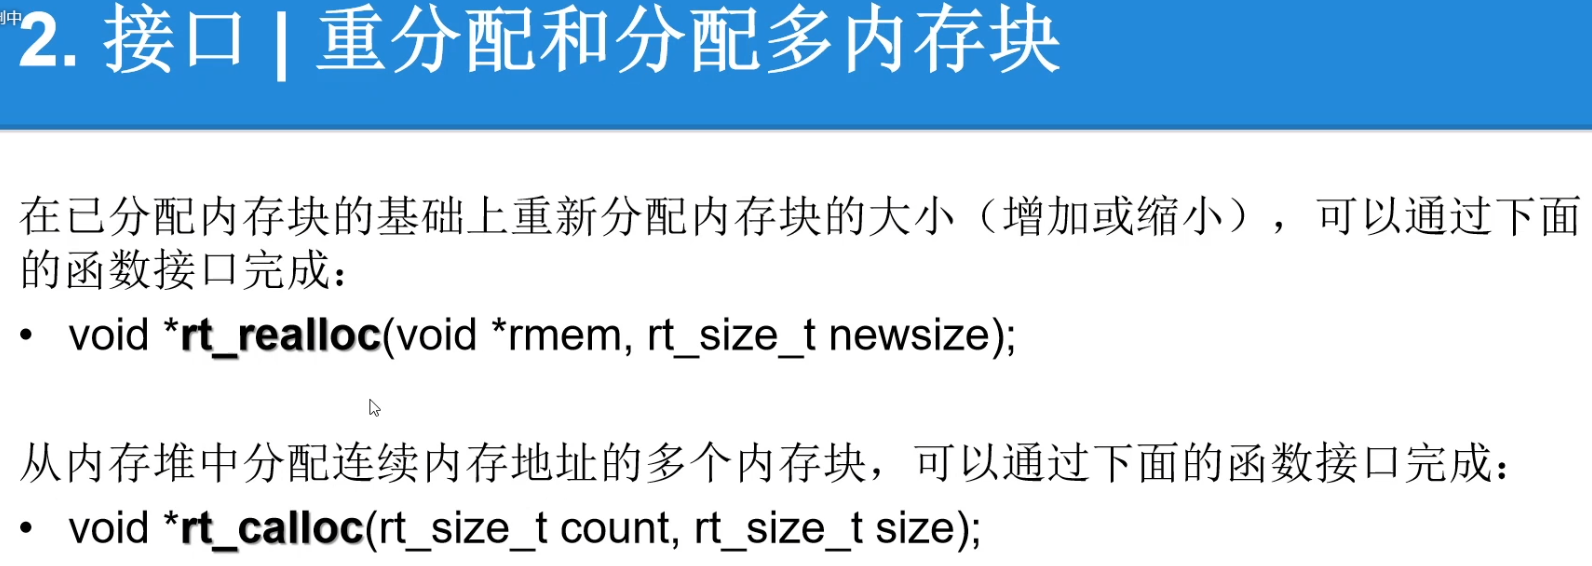 中
2. 接口 | 重分配和分配多内存块
在已分配内存块的基础上重新分配内存块的大小（增加或缩小），可以通过下面
的函数接口完成：
• void *rt_realloc(void *rmem, rt_size_t newsize);
从内存堆中分配连续内存地址的多个内存块，可以通过下面的函数接口完成：
• void *rt_calloc(rt_size_t count, rt_size_t size);